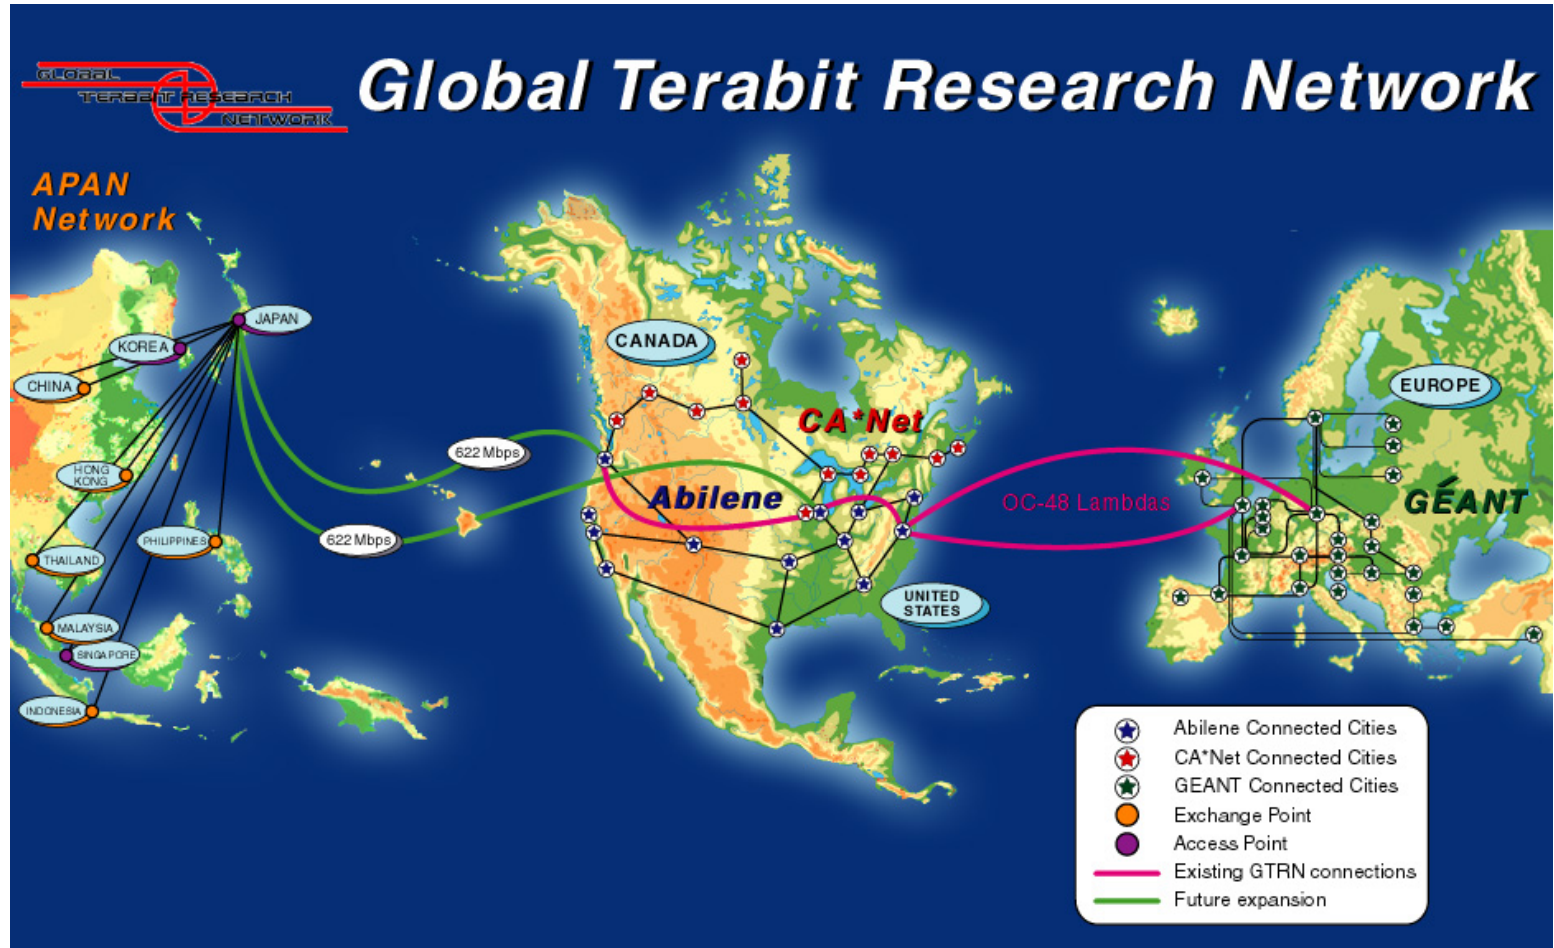 GLOBAL
TERABIT RESEARCH
NETWORK
Global Terabit Research Network
APAN
Network
JAPAN
KOREA
CHINA
HONG
KONG
PHILIPPINES
THAILAND
MALAYSIA
SINGAPORE
INDONESIA
622 Mbps
622 Mbps
CANADA
CA*Net
Abilene
UNITED
STATES
OC-48 Lambdas
EUROPE
GÉANT
Abilene Connected Cities
CA*Net Connected Cities
GEANT Connected Cities
Exchange Point
Access Point
Existing GTRN connections
Future expansion